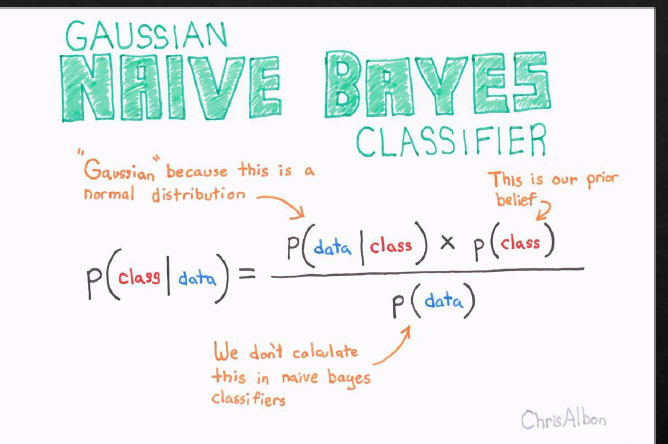 GAUSSIAN
NAIVE BAYES
CLASSIFIER
"Gaussian" because this is a
normal distribution
This is our prior
belief
p(class|data) = p(data|class) × p(class)
p(data)
We don't calculate
this in naive bayes
classifiers
ChrisAlbon